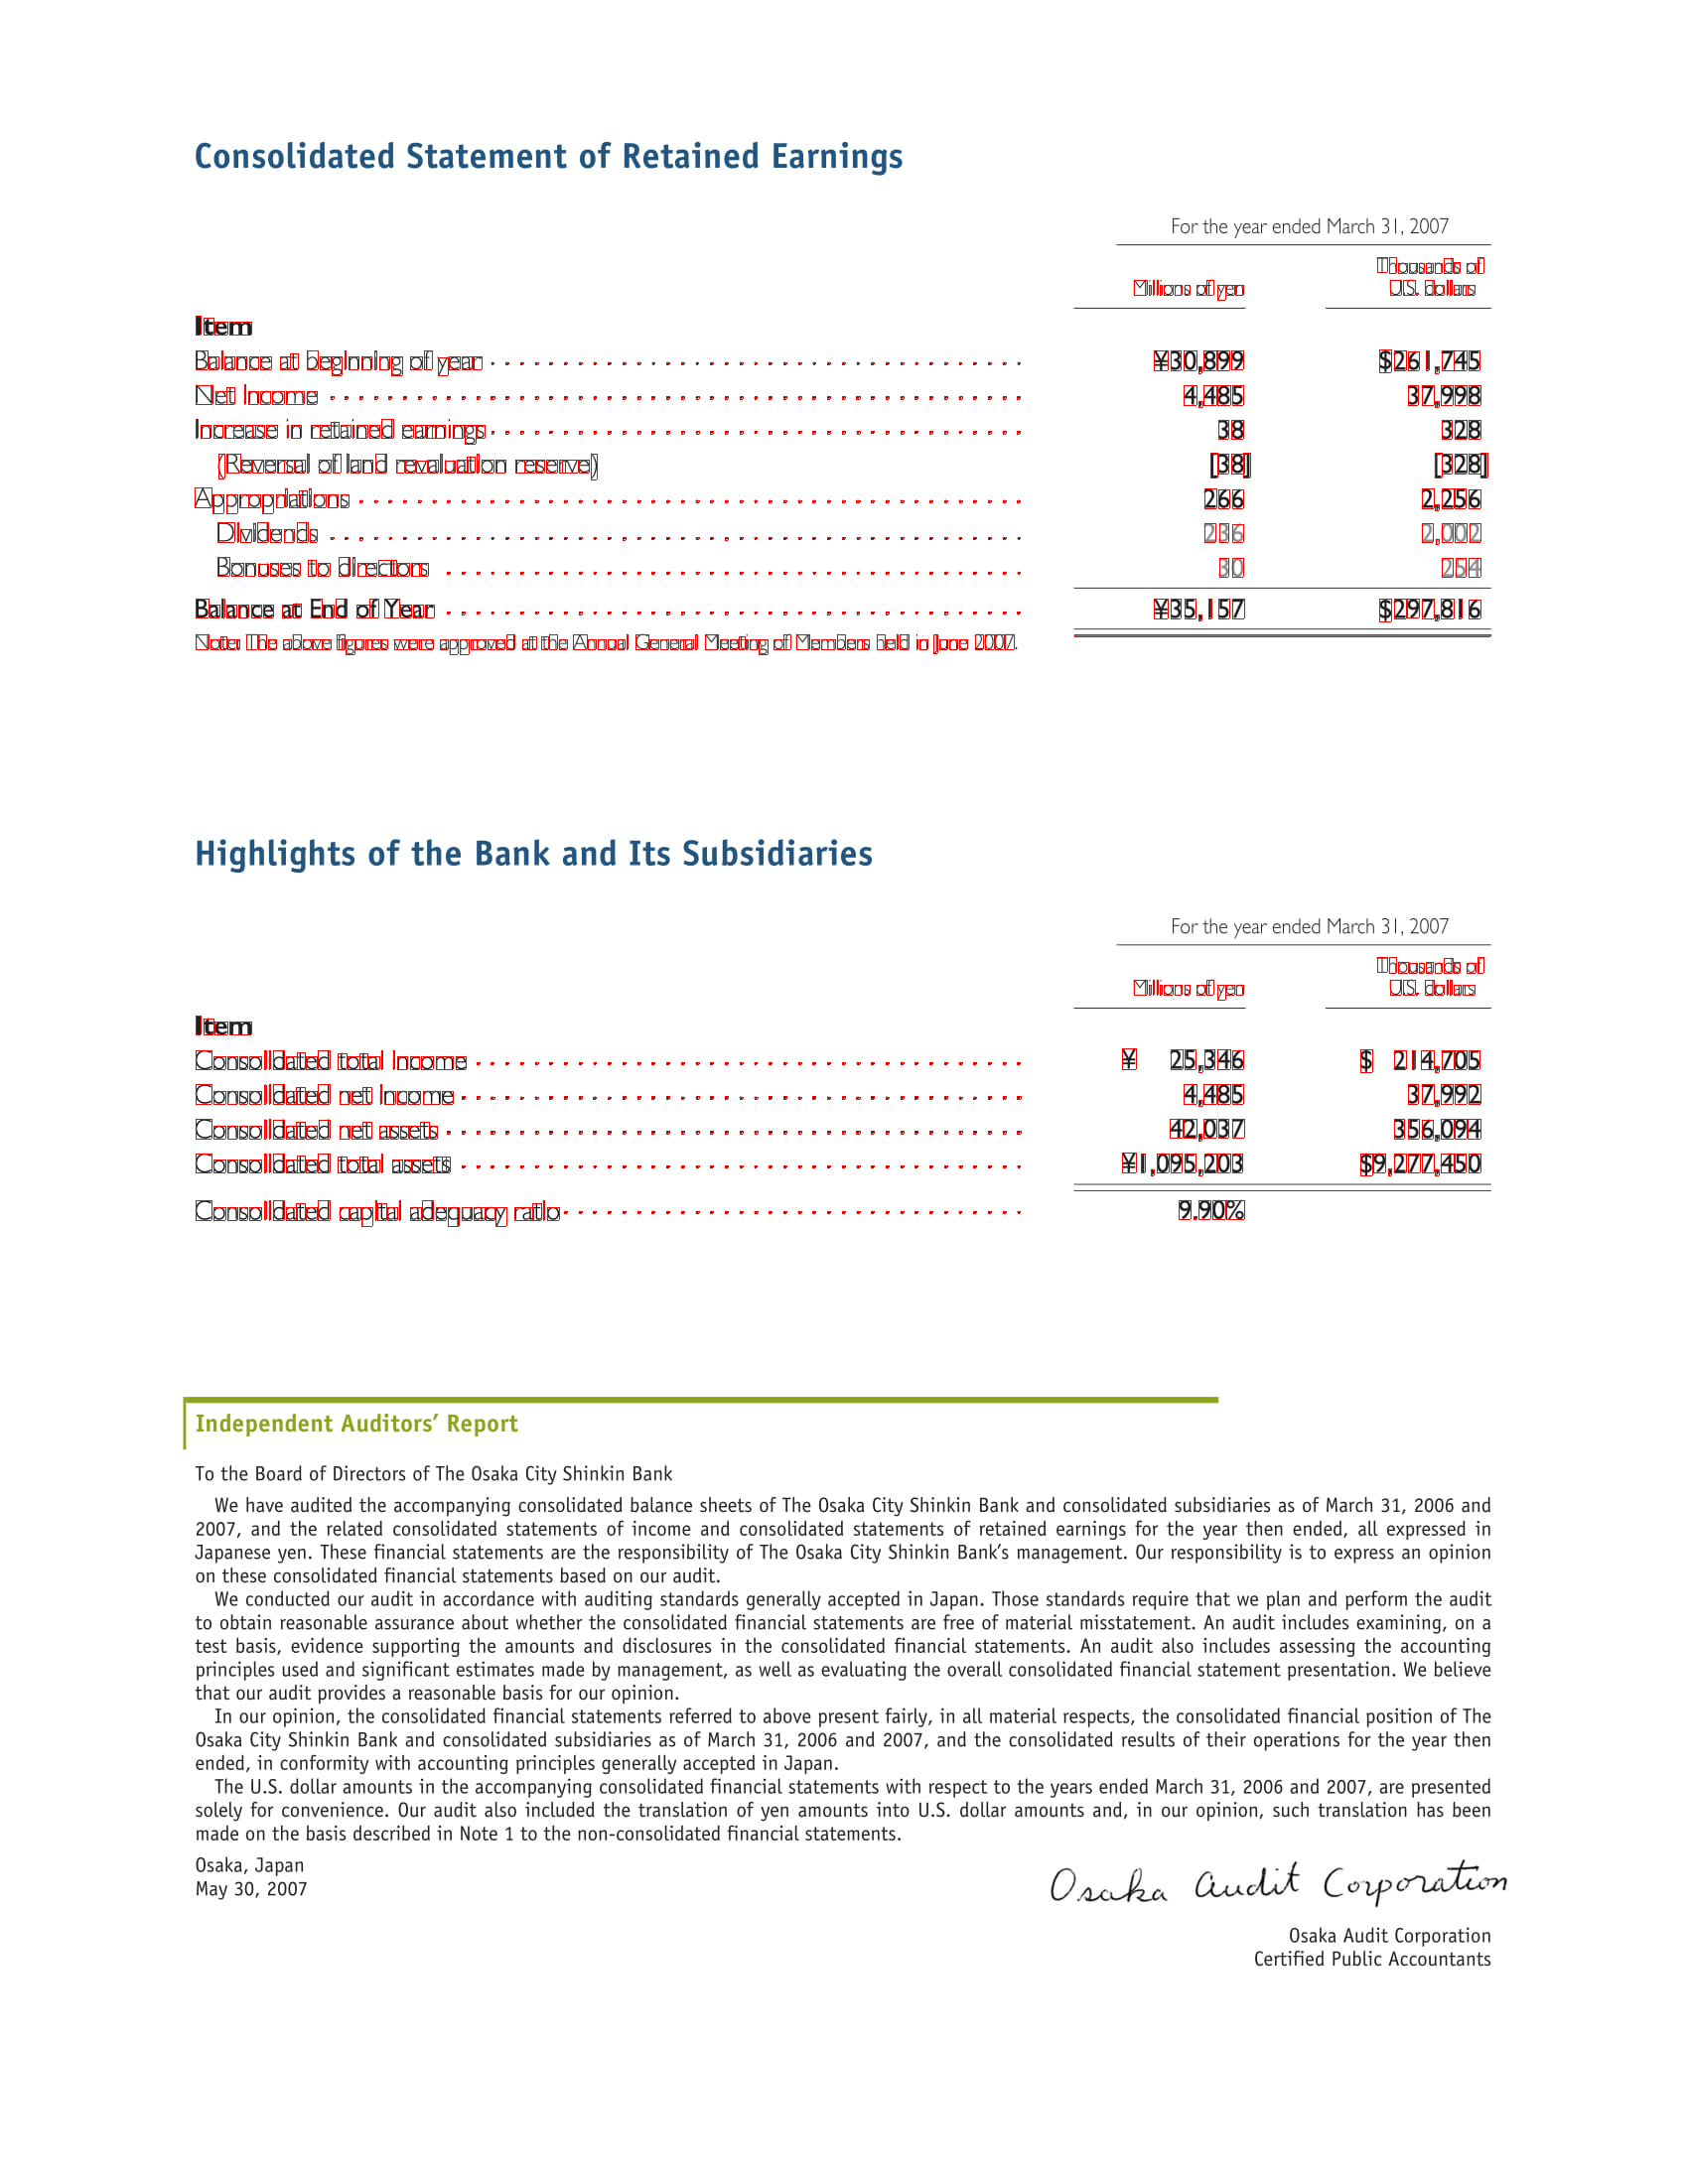 Consolidated Statement of Retained Earnings
For the year ended March 31, 2007
Millions of yen
Thousands of
U.S. dollars
Item
Balance at beginning of year ¥30,899 $261,745
Net Income 4,485 37,998
Increase in retained earnings 38 328
(Reversal of land revaluation reserve) [38] [328]
Appropriations 266 2,256
Dividends 236 2,002
Bonuses to directors 30 254
Balance at End of Year ¥35,157 $297,816
Note: The above figures were approved at the Annual General Meeting of Members held in June 2007.
Highlights of the Bank and Its Subsidiaries
For the year ended March 31, 2007
Millions of yen
Thousands of
U.S. dollars
Item
Consolidated total Income ¥ 25,346 $ 214,705
Consolidated net Income 4,485 37,992
Consolidated net assets 42,037 356,094
Consolidated total assets ¥1,095,203 $9,277,450
Consolidated capital adequacy ratio 9.90%
Independent Auditors’ Report
To the Board of Directors of The Osaka City Shinkin Bank
We have audited the accompanying consolidated balance sheets of The Osaka City Shinkin Bank and consolidated subsidiaries as of March 31, 2006 and
2007, and the related consolidated statements of income and consolidated statements of retained earnings for the year then ended, all expressed in
Japanese yen. These financial statements are the responsibility of The Osaka City Shinkin Bank’s management. Our responsibility is to express an opinion
on these consolidated financial statements based on our audit.
We conducted our audit in accordance with auditing standards generally accepted in Japan. Those standards require that we plan and perform the audit
to obtain reasonable assurance about whether the consolidated financial statements are free of material misstatement. An audit includes examining, on a
test basis, evidence supporting the amounts and disclosures in the consolidated financial statements. An audit also includes assessing the accounting
principles used and significant estimates made by management, as well as evaluating the overall consolidated financial statement presentation. We believe
that our audit provides a reasonable basis for our opinion.
In our opinion, the consolidated financial statements referred to above present fairly, in all material respects, the consolidated financial position of The
Osaka City Shinkin Bank and consolidated subsidiaries as of March 31, 2006 and 2007, and the consolidated results of their operations for the year then
ended, in conformity with accounting principles generally accepted in Japan.
The U.S. dollar amounts in the accompanying consolidated financial statements with respect to the years ended March 31, 2006 and 2007, are presented
solely for convenience. Our audit also included the translation of yen amounts into U.S. dollar amounts and, in our opinion, such translation has been
made on the basis described in Note 1 to the non-consolidated financial statements.
Osaka, Japan
May 30, 2007
Osaka Audit Corporation
Osaka Audit Corporation
Certified Public Accountants